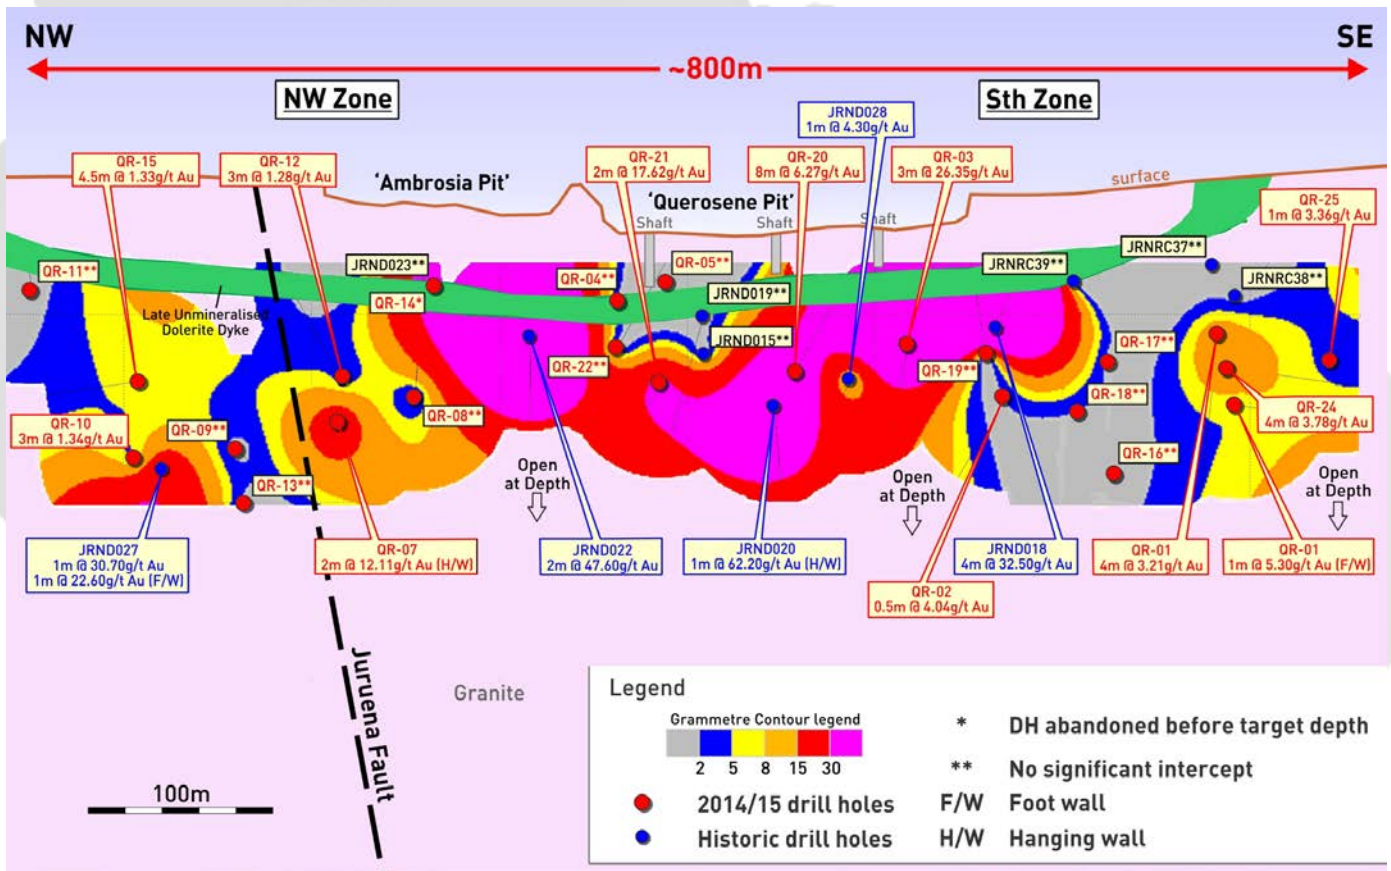 NW
SE
~800m
NW Zone
Sth Zone
JRND028
1m @ 4.30g/t Au
QR-15
4.5m @ 1.33g/t Au
QR-12
3m @ 1.28g/t Au
QR-21
2m @ 17.62g/t Au
QR-20
8m @ 6.27g/t Au
QR-03
3m @ 26.35g/t Au
'Ambrosia Pit'
'Querosene Pit'
surface
QR-25
1m @ 3.36g/t Au
Shaft
Shaft
Shaft
QR-11**
JRND023**
QR-04**
QR-05**
JRNRC39**
JRNRC37**
JRNRC38**
QR-14*
JRND019**
Late Unmineralised
Dolerite Dyke
JRND015**
QR-22**
QR-19**
QR-17**
QR-18**
QR-08**
QR-10
3m @ 1.34g/t Au
QR-09**
QR-24
4m @ 3.78g/t Au
QR-16**
QR-13**
Open
at Depth
Open
at Depth
Open
at Depth
JRND027
1m @ 30.70g/t Au
1m @ 22.60g/t Au (F/W)
QR-07
2m @ 12.11g/t Au (H/W)
JRND022
2m @ 47.60g/t Au
JRND020
1m @ 62.20g/t Au (H/W)
JRND018
4m @ 32.50g/t Au
QR-01
4m @ 3.21g/t Au
QR-01
1m @ 5.30g/t Au (F/W)
QR-02
0.5m @ 4.04g/t Au
Juruena Fault
Granite
100m
Legend
Grammetre Contour legend
2 5 8 15 30
2014/15 drill holes
Historic drill holes
* DH abandoned before target depth
** No significant intercept
F/W Foot wall
H/W Hanging wall